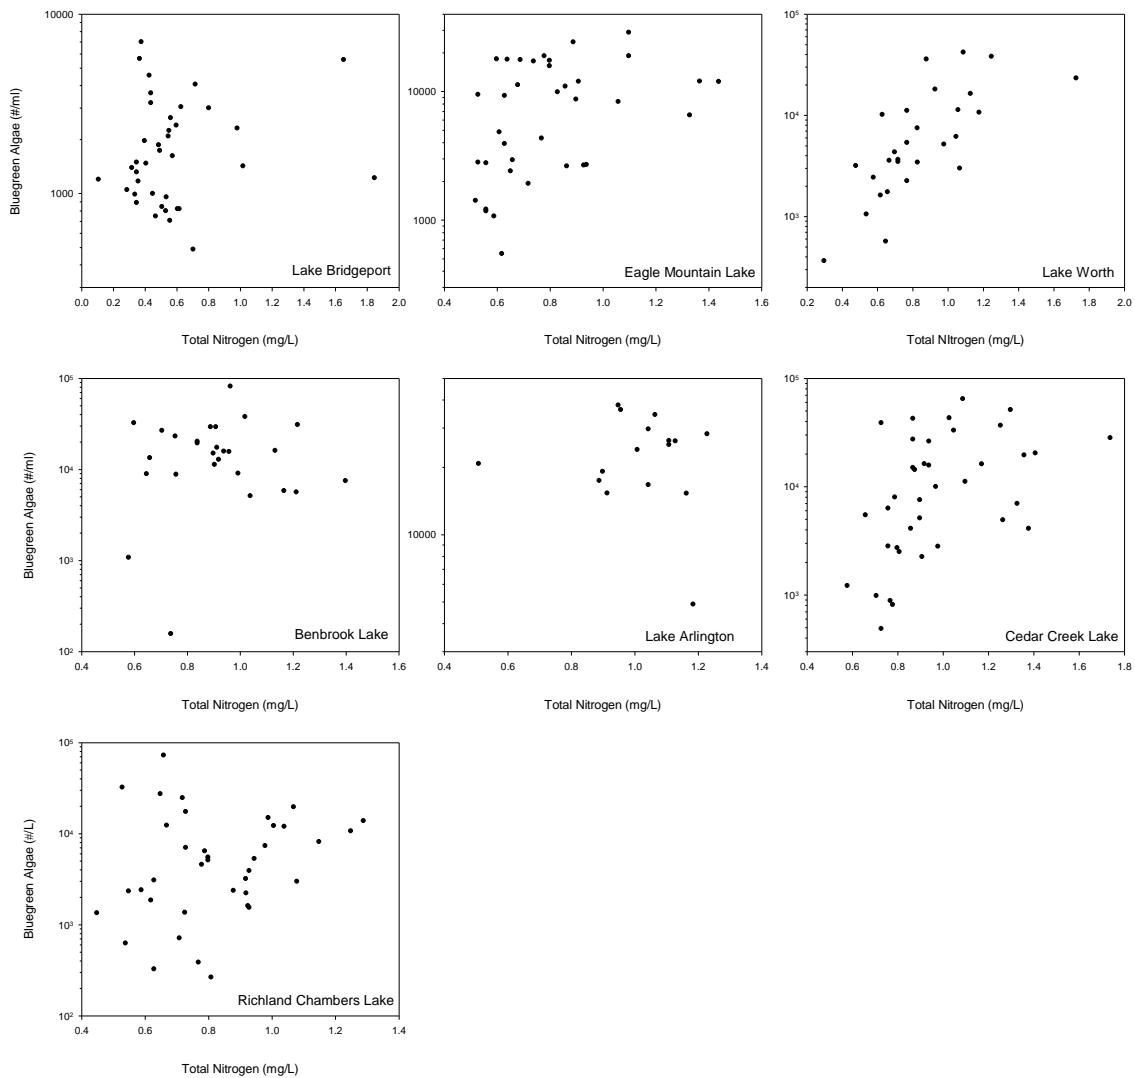 10000
1000
Bluegreen Algae (#/ml)
Lake Bridgeport
0.0 0.2 0.4 0.6 0.8 1.0 1.2 1.4 1.6 1.8 2.0
Total Nitrogen (mg/L)
10000
1000
Eagle Mountain Lake
0.4 0.6 0.8 1.0 1.2 1.4 1.6
Total Nitrogen (mg/L)
10⁵
10⁴
10³
Lake Worth
0.2 0.4 0.6 0.8 1.0 1.2 1.4 1.6 1.8 2.0
Total NItrogen (mg/L)
10⁵
10⁴
10³
10²
Bluegreen Algae (#/ml)
Benbrook Lake
0.4 0.6 0.8 1.0 1.2 1.4 1.6
Total Nitrogen (mg/L)
10000
Lake Arlington
0.4 0.6 0.8 1.0 1.2 1.4
Total Nitrogen (mg/L)
10⁵
10⁴
10³
Cedar Creek Lake
0.4 0.6 0.8 1.0 1.2 1.4 1.6 1.8
Total Nitrogen (mg/L)
10⁵
10⁴
10³
10²
Bluegreen Algae (#/L)
Richland Chambers Lake
0.4 0.6 0.8 1.0 1.2 1.4
Total Nitrogen (mg/L)